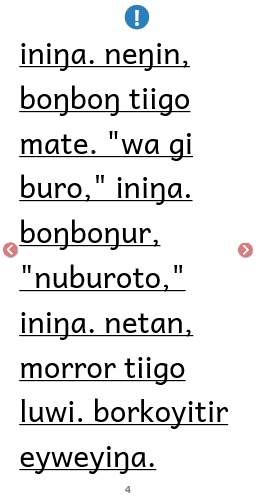 iniŋa. neŋin,
boŋboŋ tiigo
mate. "wa gi
buro," iniŋa.
boŋboŋur,
"nuburoto,"
iniŋa. netan,
morror tiigo
luwi. borkoyitir
eyweyiŋa.
4